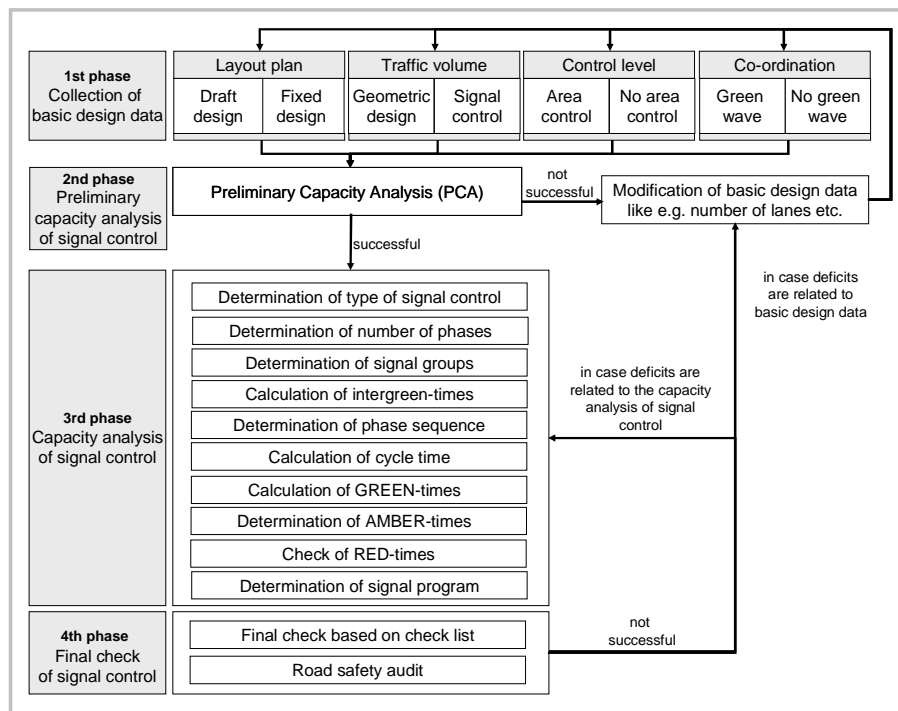 1st phase
Collection of
basic design data
Layout plan
Traffic volume
Control level
Co-ordination
Draft
design
Fixed
design
Geometric
design
Signal
control
Area
control
No area
control
Green
wave
No green
wave
2nd phase
Preliminary
capacity analysis
of signal control
Preliminary Capacity Analysis (PCA)
not
successful
Modification of basic design data
like e.g. number of lanes etc.
successful
in case deficits
are related to
basic design data
3rd phase
Capacity analysis
of signal control
Determination of type of signal control
Determination of number of phases
Determination of signal groups
Calculation of intergreen-times
Determination of phase sequence
Calculation of cycle time
Calculation of GREEN-times
Determination of AMBER-times
Check of RED-times
Determination of signal program
in case deficits are
related to the capacity
analysis of signal
control
4th phase
Final check
of signal control
Final check based on check list
Road safety audit
not
successful